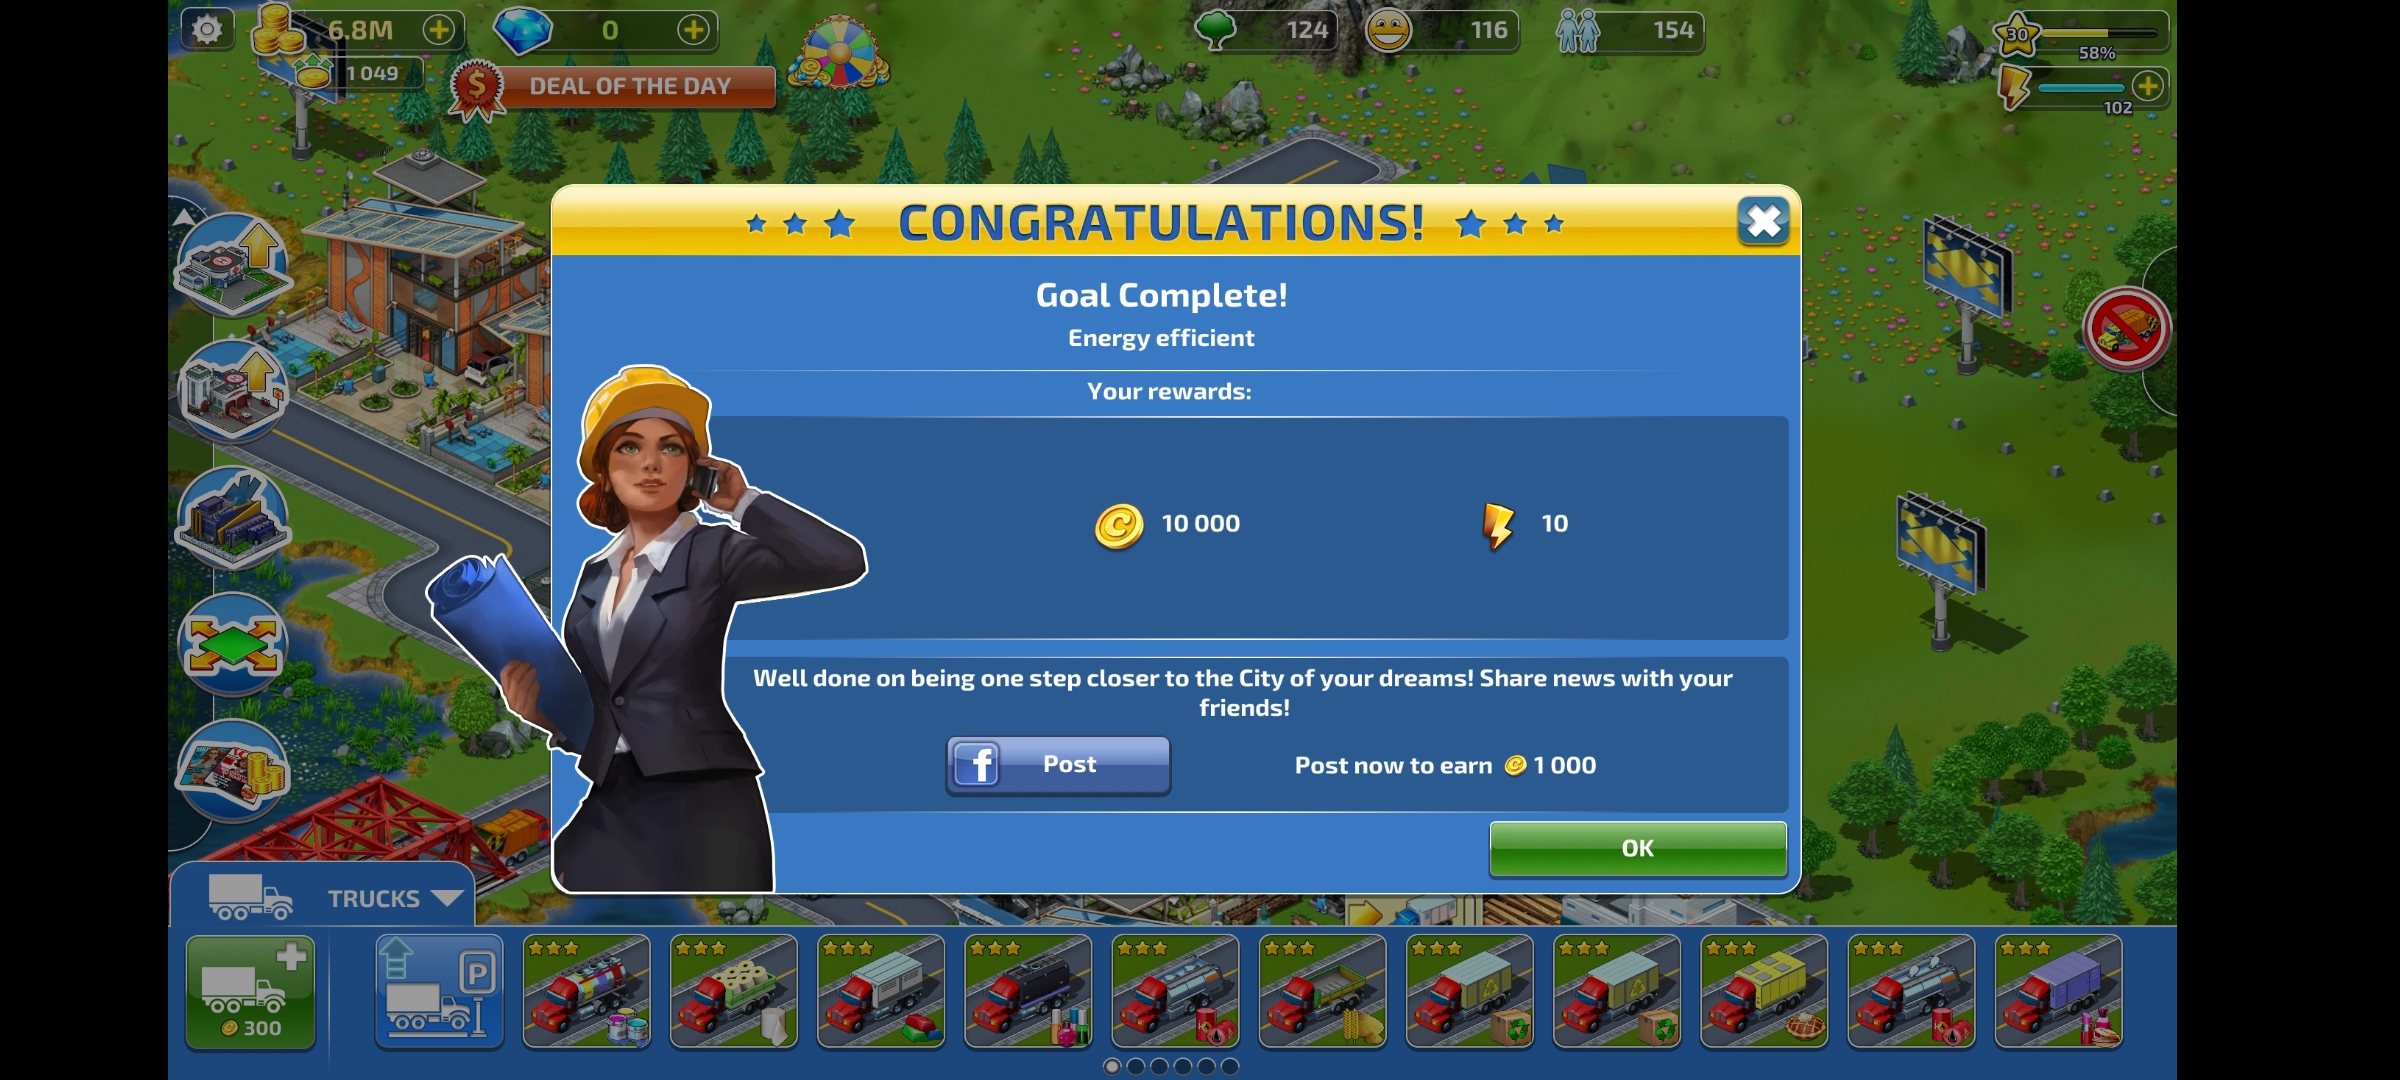 6.8M
0
124
116
154
30
58%
1 049
DEAL OF THE DAY
102
CONGRATULATIONS!
Goal Complete!
Energy efficient
Your rewards:
10 000
10
Well done on being one step closer to the City of your dreams! Share news with your
friends!
f Post
Post now to earn 1 000
OK
TRUCKS
300
P